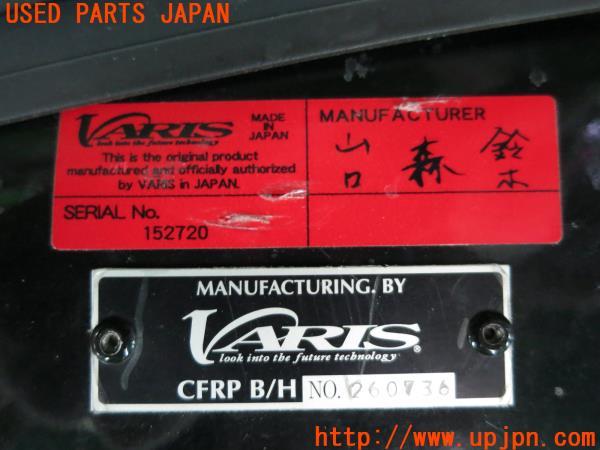 USED PARTS JAPAN
VARIS
look into the future technology
MADE IN JAPAN
This is the original product
manufactured and officially authorized
by VARIS in JAPAN.
SERIAL No.
152720
MANUFACTURER
山口 森 鈴木
MANUFACTURING. BY
VARIS®
look into the future technology
CFRP B/H NO. 260736
UPJ www.upjpn.com